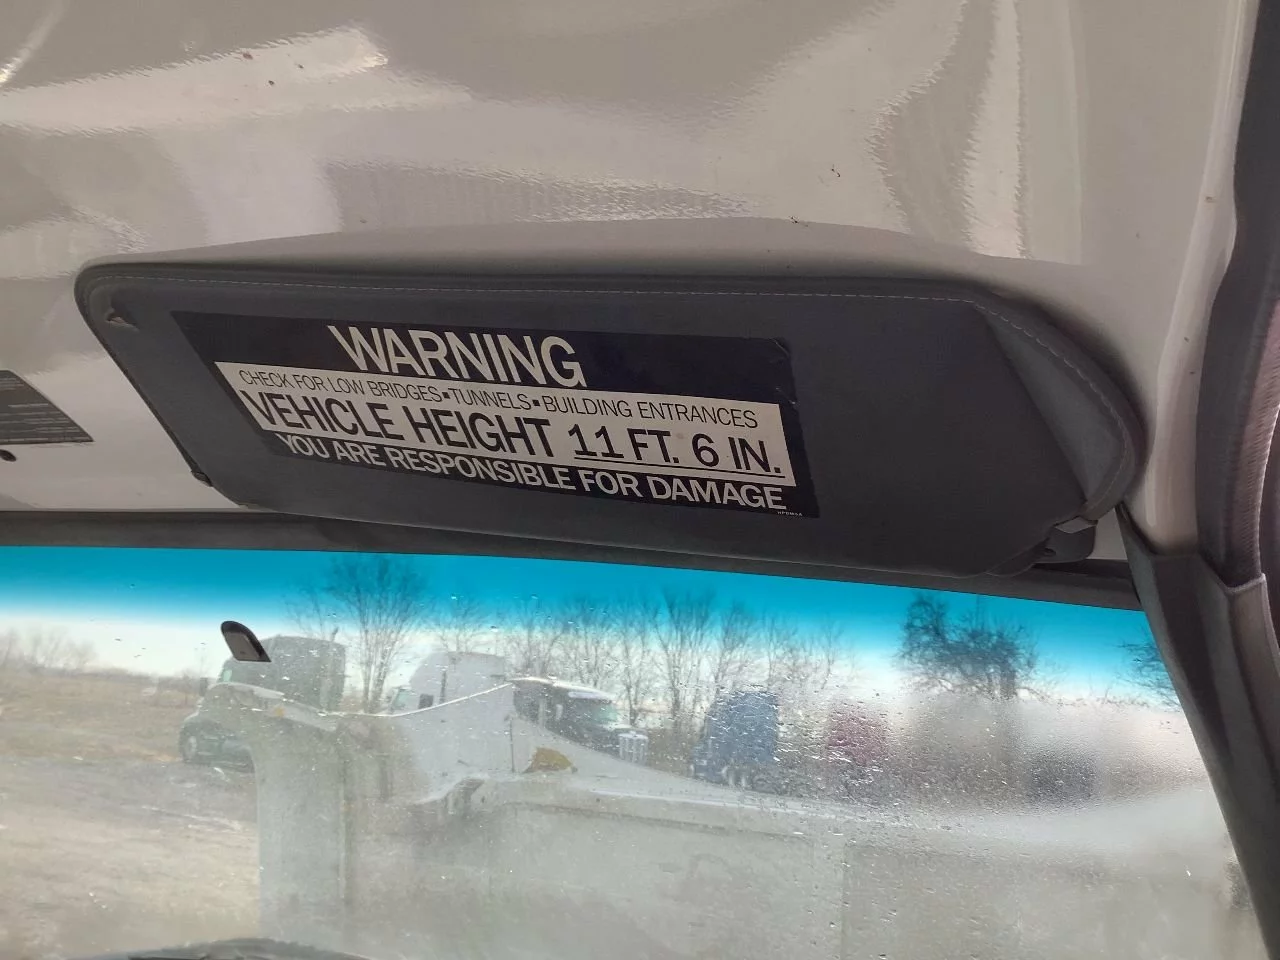 WARNING
CHECK FOR LOW BRIDGES▪TUNNELS▪BUILDING ENTRANCES
VEHICLE HEIGHT 11 FT. 6 IN.
YOU ARE RESPONSIBLE FOR DAMAGE